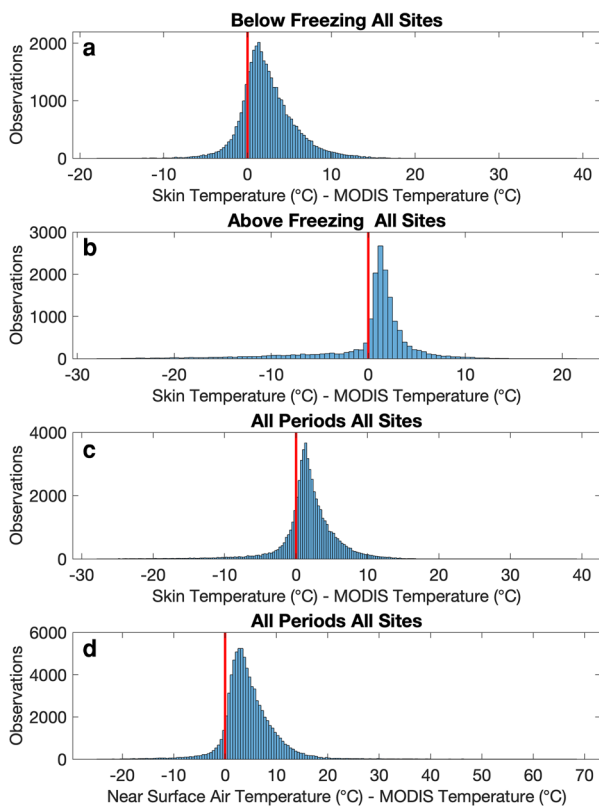 Below Freezing All Sites
a
2000
1000
0
Observations
-20 -10 0 10 20 30 40
Skin Temperature (°C) - MODIS Temperature (°C)
Above Freezing All Sites
b
3000
2000
1000
0
Observations
-30 -20 -10 0 10 20
Skin Temperature (°C) - MODIS Temperature (°C)
All Periods All Sites
c
4000
2000
0
Observations
-30 -20 -10 0 10 20 30 40
Skin Temperature (°C) - MODIS Temperature (°C)
All Periods All Sites
d
6000
4000
2000
0
Observations
-20 -10 0 10 20 30 40 50 60 70
Near Surface Air Temperature (°C) - MODIS Temperature (°C)